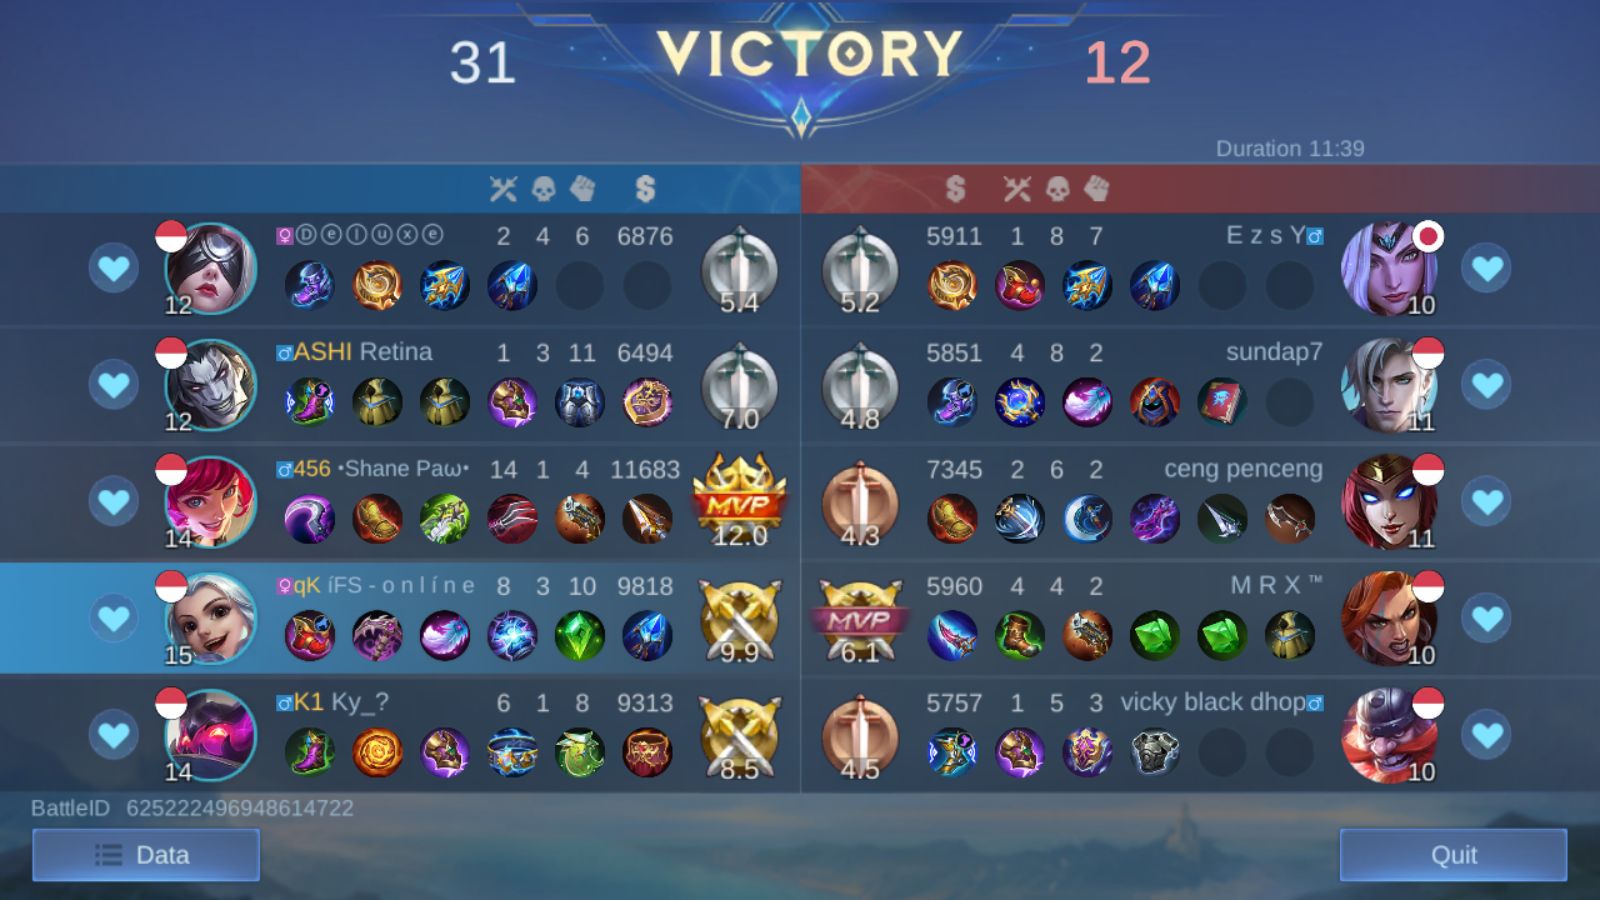 31 VICTORY 12
Duration 11:39
Ⓓⓔⓛⓤⓧⓔ 2 4 6 6876 5.4
12
5.2 5911 1 8 7 E z s Y
10
ASHI Retina 1 3 11 6494 7.0
12
4.8 5851 4 8 2 sundap7
11
456 •Shane Paω• 14 1 4 11683 MVP 12.0
14
4.3 7345 2 6 2 ceng penceng
11
qK íFS - o n l í n e 8 3 10 9818 9.9
15
MVP 6.1 5960 4 4 2 M R X ™
10
K1 Ky_? 6 1 8 9313 8.5
14
4.5 5757 1 5 3 vicky black dhop
10
BattleID 625222496948614722
Data
Quit